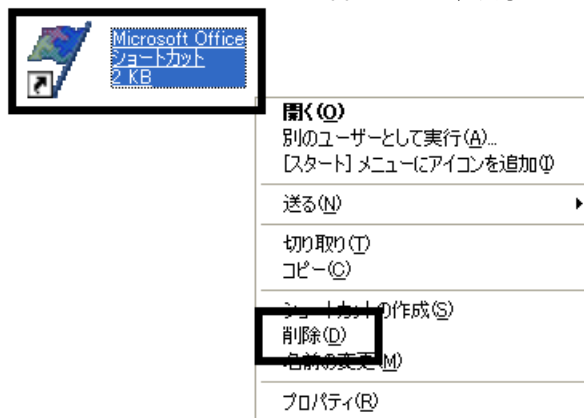 Microsoft Office
ショートカット
2 KB
開く(O)
別のユーザーとして実行(A)...
[スタート] メニューにアイコンを追加(I)
送る(N)
切り取り(T)
コピー(C)
ショートカットの作成(S)
削除(D)
名前の変更(M)
プロパティ(R)